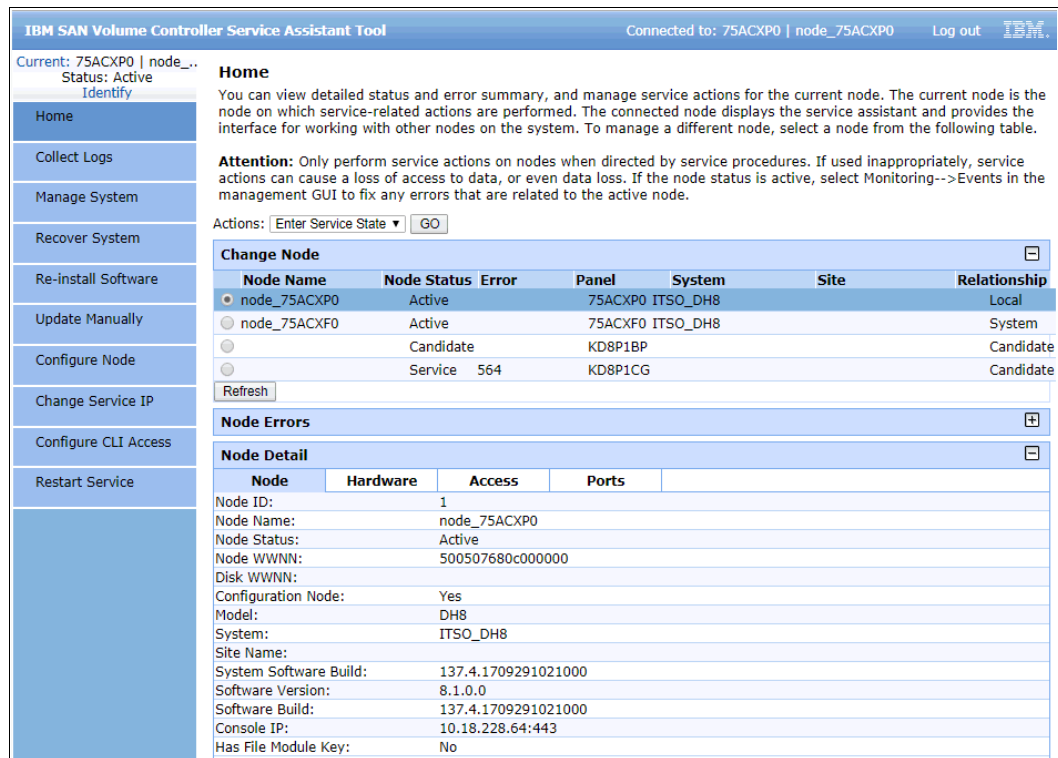 IBM SAN Volume Controller Service Assistant Tool Connected to: 75ACXP0 | node_75ACXP0 Log out IBM.
Current: 75ACXP0 | node_..
Status: Active
Identify
Home
Collect Logs
Manage System
Recover System
Re-install Software
Update Manually
Configure Node
Change Service IP
Configure CLI Access
Restart Service
Home
You can view detailed status and error summary, and manage service actions for the current node. The current node is the
node on which service-related actions are performed. The connected node displays the service assistant and provides the
interface for working with other nodes on the system. To manage a different node, select a node from the following table.
Attention: Only perform service actions on nodes when directed by service procedures. If used inappropriately, service
actions can cause a loss of access to data, or even data loss. If the node status is active, select Monitoring-->Events in the
management GUI to fix any errors that are related to the active node.
Actions: Enter Service State GO
Change Node
Node Name Node Status Error Panel System Site Relationship
node_75ACXP0 Active 75ACXP0 ITSO_DH8 Local
node_75ACXF0 Active 75ACXF0 ITSO_DH8 System
Candidate KD8P1BP Candidate
Service 564 KD8P1CG Candidate
Refresh
Node Errors
Node Detail
Node Hardware Access Ports
Node ID: 1
Node Name: node_75ACXP0
Node Status: Active
Node WWNN: 500507680c000000
Disk WWNN:
Configuration Node: Yes
Model: DH8
System: ITSO_DH8
Site Name:
System Software Build: 137.4.1709291021000
Software Version: 8.1.0.0
Software Build: 137.4.1709291021000
Console IP: 10.18.228.64:443
Has File Module Key: No